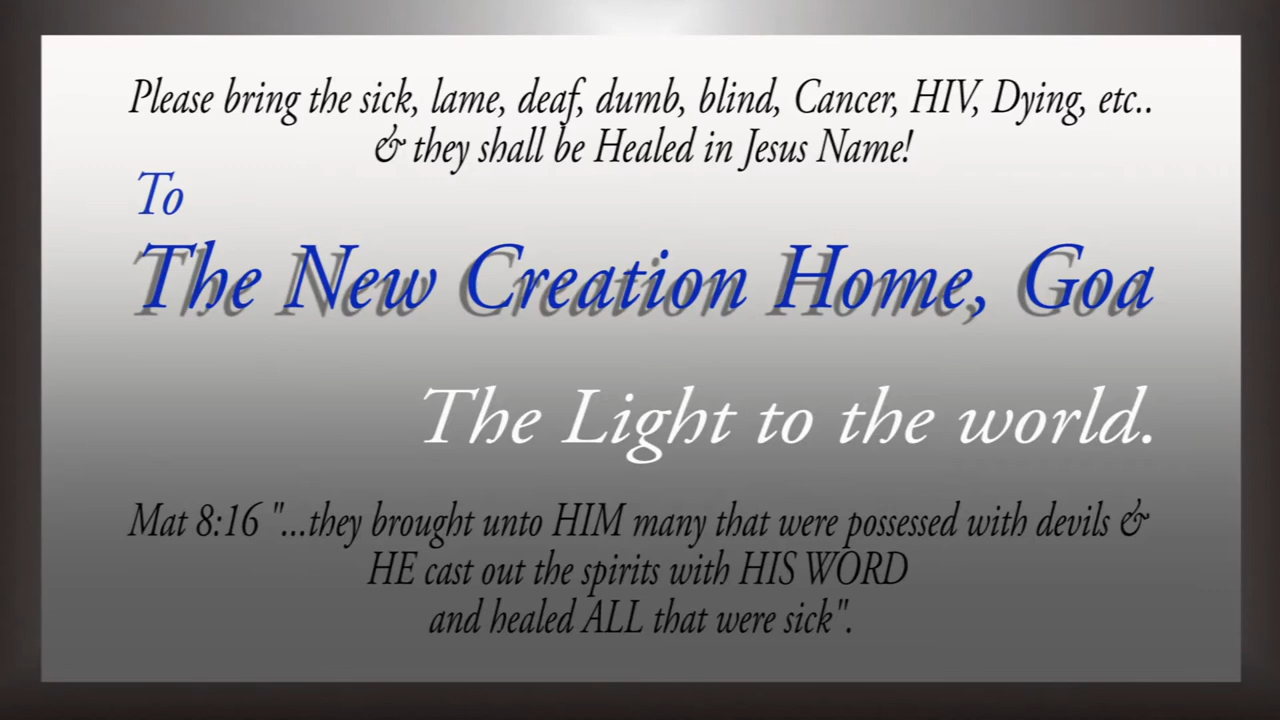 Please bring the sick, lame, deaf, dumb, blind, Cancer, HIV, Dying, etc..
& they shall be Healed in Jesus Name!
To
The New Creation Home, Goa
The Light to the world.
Mat 8:16 "...they brought unto HIM many that were possessed with devils &
HE cast out the spirits with HIS WORD
and healed ALL that were sick".